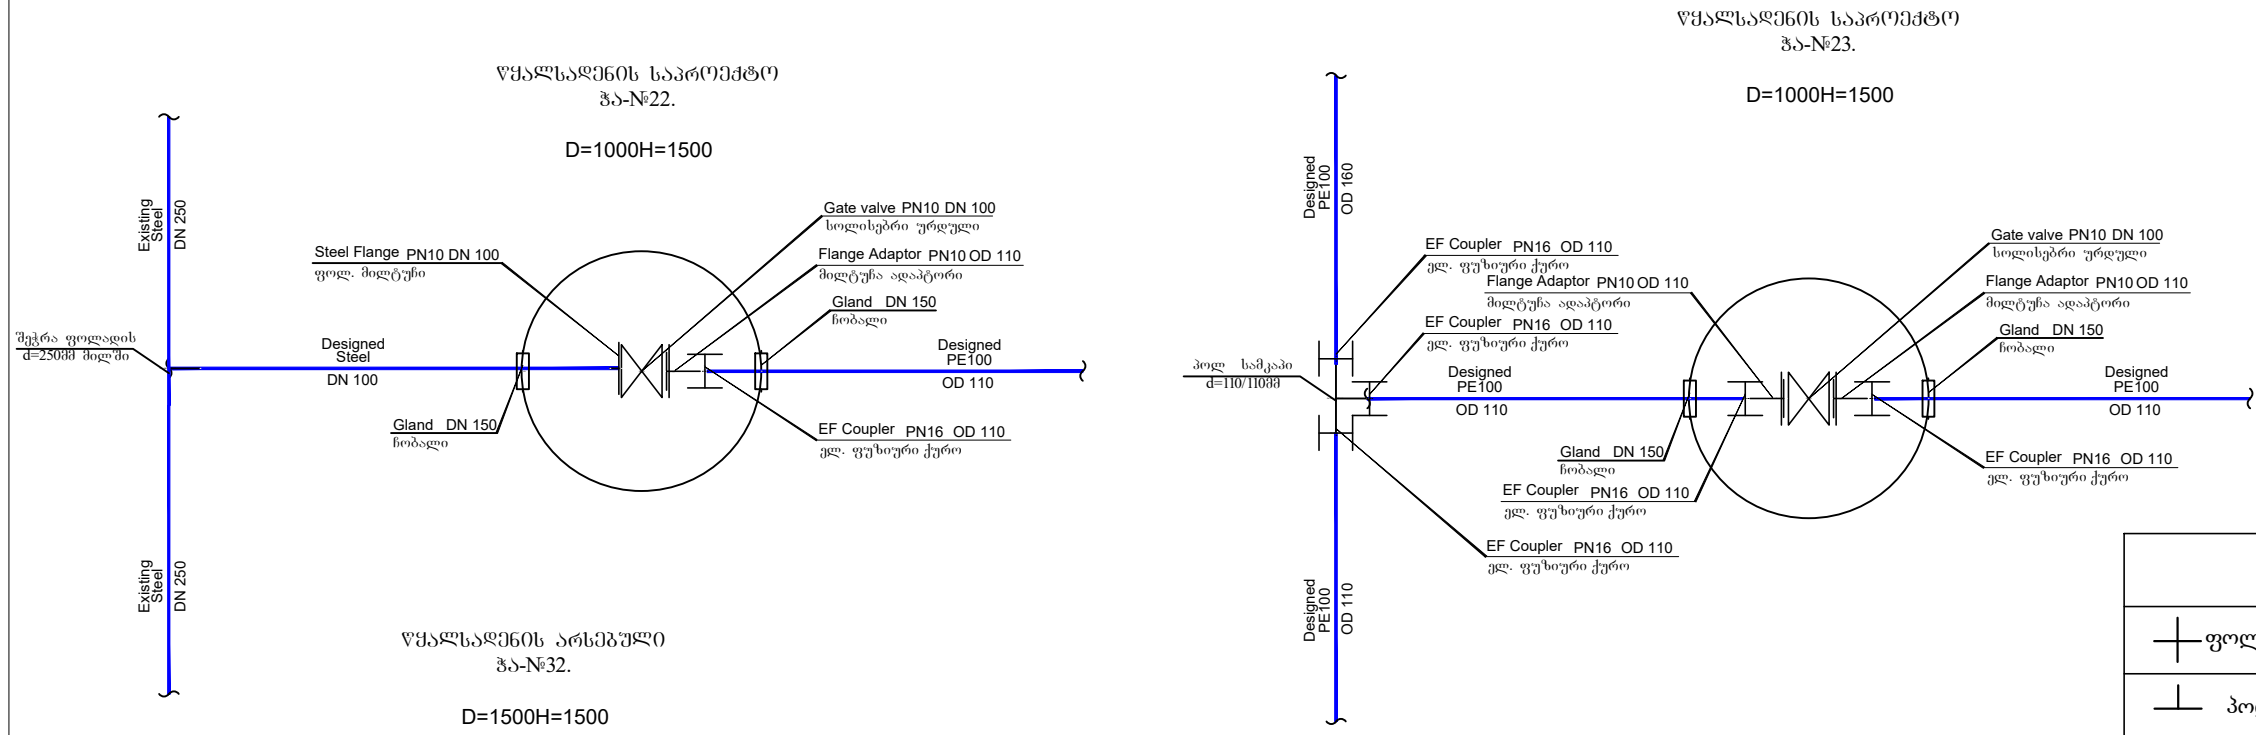 წყალსადენის საპროექტო
ჭა-№22.
D=1000H=1500
Existing
Steel
DN 250
Gate valve PN10 DN 100
სოლისებრი ურდული
Steel Flange PN10 DN 100
ფოლ. მილტუჩი
Flange Adaptor PN10 OD 110
მილტუჩა ადაპტორი
Gland DN 150
ჩობალი
შეჭრა ფოლადის
d=250მმ მილში
Designed
Steel
DN 100
Designed
PE100
OD 110
Gland DN 150
ჩობალი
EF Coupler PN16 OD 110
ელ. ფუზიური ქურო
Existing
Steel
DN 250
წყალსადენის არსებული
ჭა-№32.
D=1500H=1500
წყალსადენის საპროექტო
ჭა-№23.
D=1000H=1500
Designed
PE100
OD 160
EF Coupler PN16 OD 110
ელ. ფუზიური ქურო
Gate valve PN10 DN 100
სოლისებრი ურდული
Flange Adaptor PN10 OD 110
მილტუჩა ადაპტორი
Flange Adaptor PN10 OD 110
მილტუჩა ადაპტორი
EF Coupler PN16 OD 110
ელ. ფუზიური ქურო
Gland DN 150
ჩობალი
პოლ სამკაპი
d=110/110მმ
Designed
PE100
OD 110
Designed
PE100
OD 110
Gland DN 150
ჩობალი
EF Coupler PN16 OD 110
ელ. ფუზიური ქურო
EF Coupler PN16 OD 110
ელ. ფუზიური ქურო
EF Coupler PN16 OD 110
ელ. ფუზიური ქურო
Designed
PE100
OD 110
ფოლ